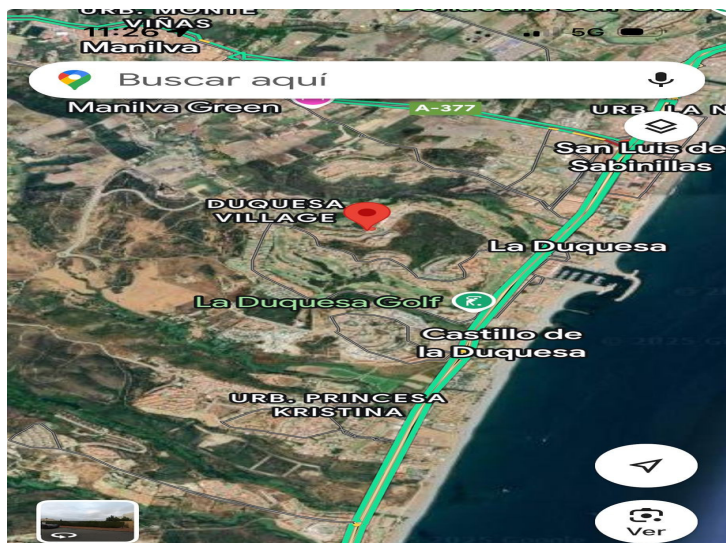 URB. MONTE
VIÑAS
11:26
5G
Manilva
Buscar aquí
Manilva Green
A-377
URB. LA N
San Luis de
Sabinillas
DUQUESA
VILLAGE
La Duquesa
La Duquesa Golf
Castillo de
la Duquesa
URB. PRINCESA
KRISTINA
Ver